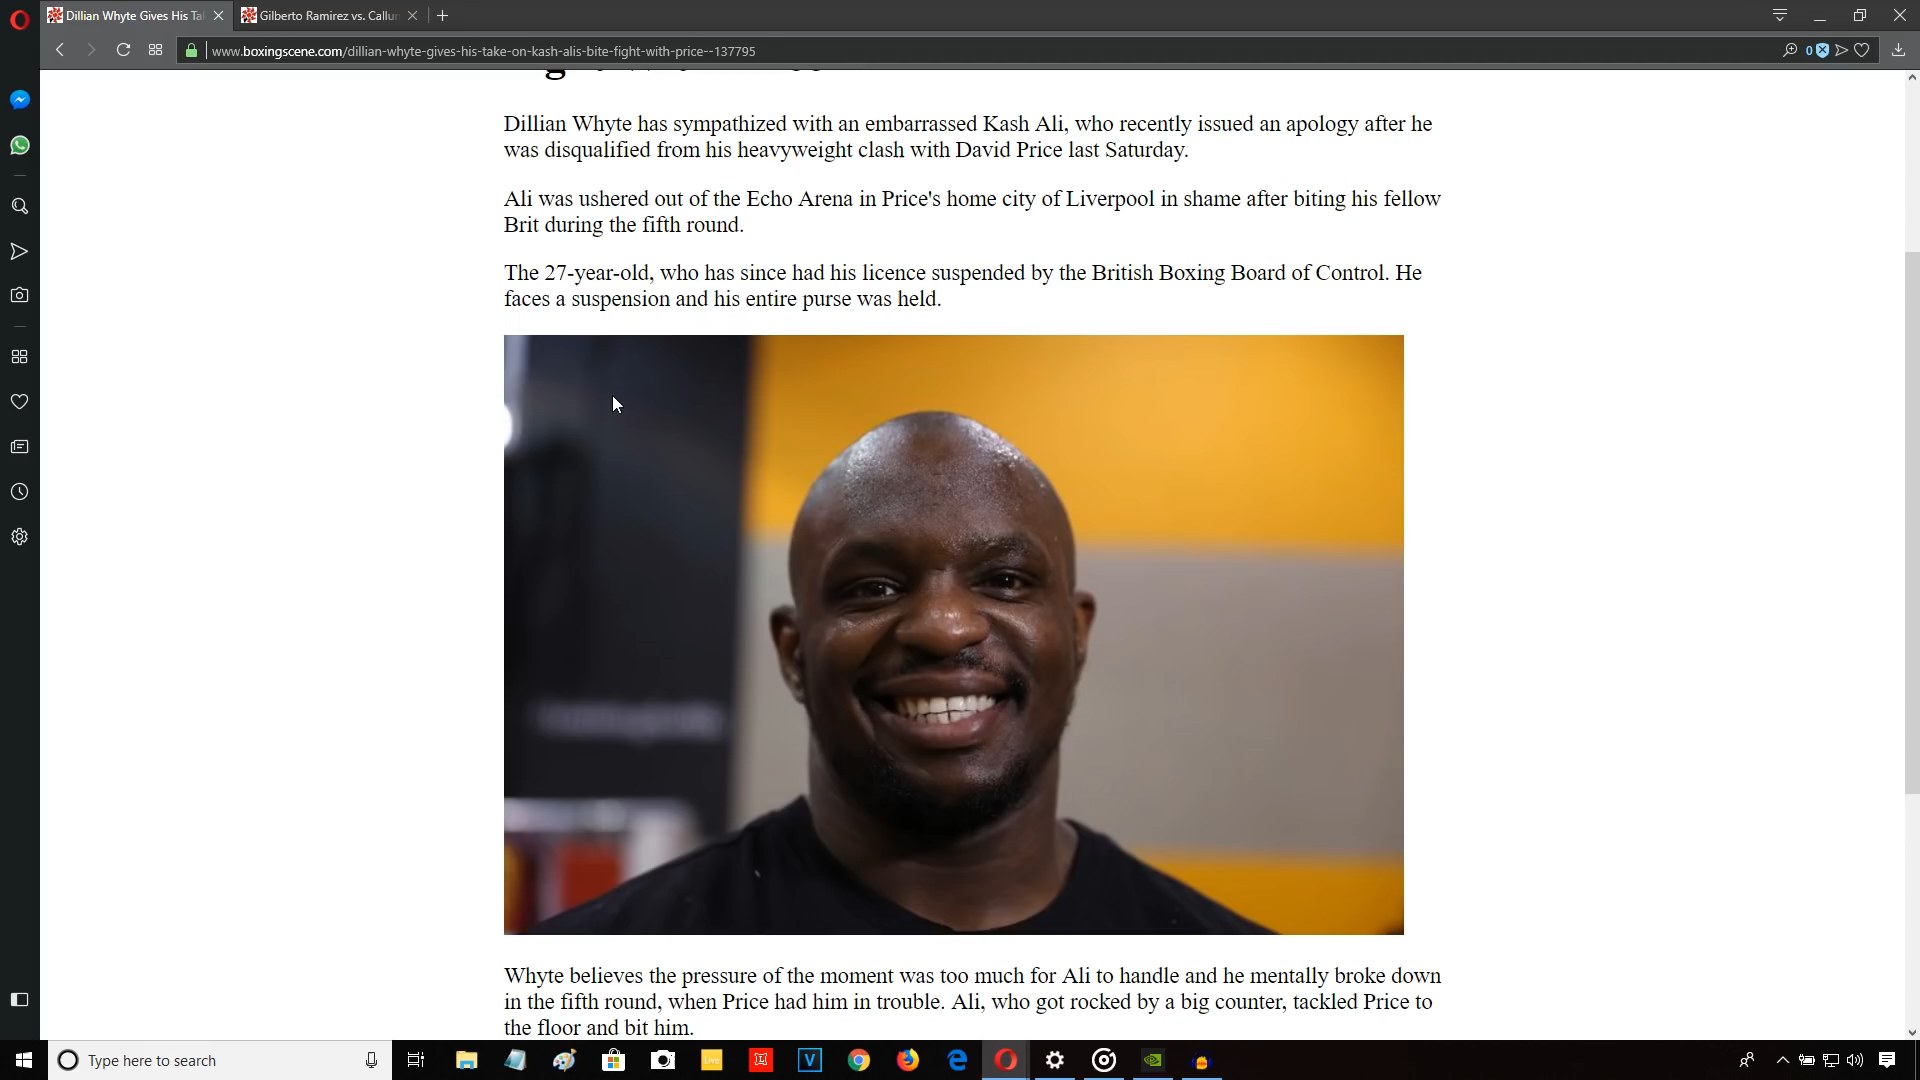 Dillian Whyte Gives His Ta
Gilberto Ramirez vs. Callu
www.boxingscene.com/dillian-whyte-gives-his-take-on-kash-alis-bite-fight-with-price--137795
0
Dillian Whyte has sympathized with an embarrassed Kash Ali, who recently issued an apology after he
was disqualified from his heavyweight clash with David Price last Saturday.
Ali was ushered out of the Echo Arena in Price's home city of Liverpool in shame after biting his fellow
Brit during the fifth round.
The 27-year-old, who has since had his licence suspended by the British Boxing Board of Control. He
faces a suspension and his entire purse was held.
Whyte believes the pressure of the moment was too much for Ali to handle and he mentally broke down
in the fifth round, when Price had him in trouble. Ali, who got rocked by a big counter, tackled Price to
the floor and bit him.
Type here to search
Live
V